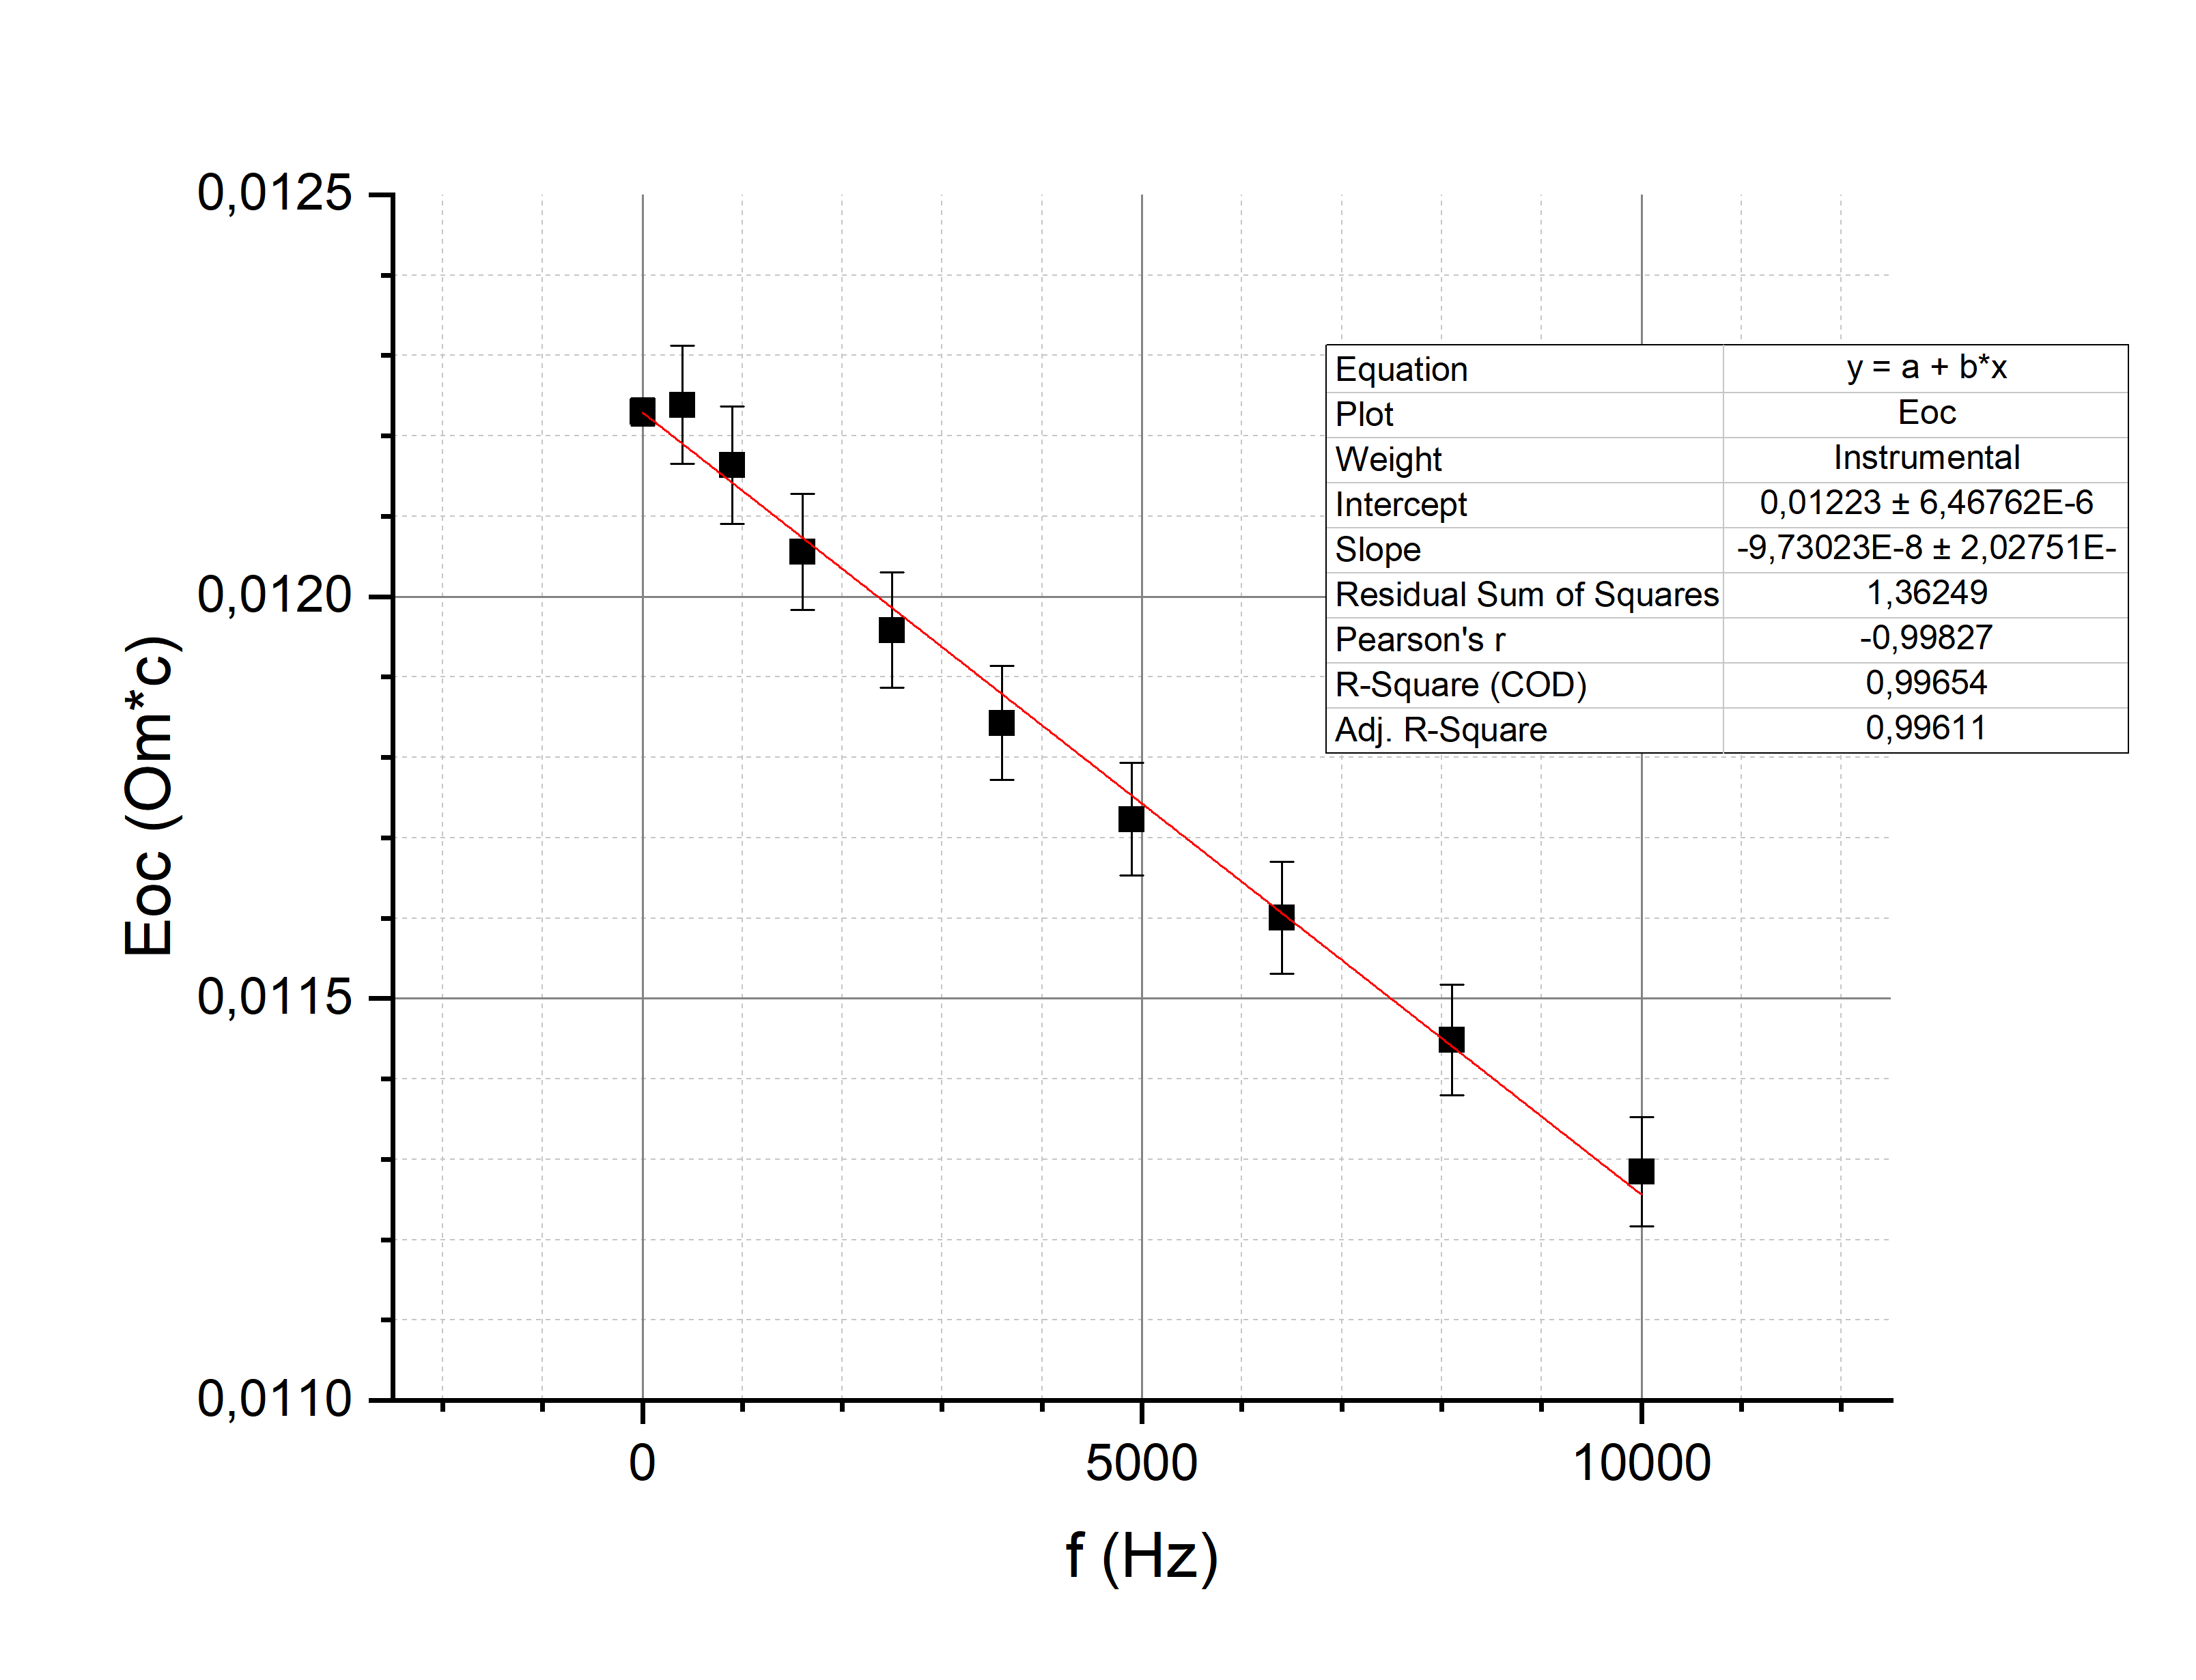 0,0125
0,0120
0,0115
0,0110
Eoc (Om*c)
0
5000
10000
f (Hz)
Equation y = a + b*x
Plot Eoc
Weight Instrumental
Intercept 0,01223 ± 6,46762E-6
Slope -9,73023E-8 ± 2,02751E-
Residual Sum of Squares 1,36249
Pearson's r -0,99827
R-Square (COD) 0,99654
Adj. R-Square 0,99611